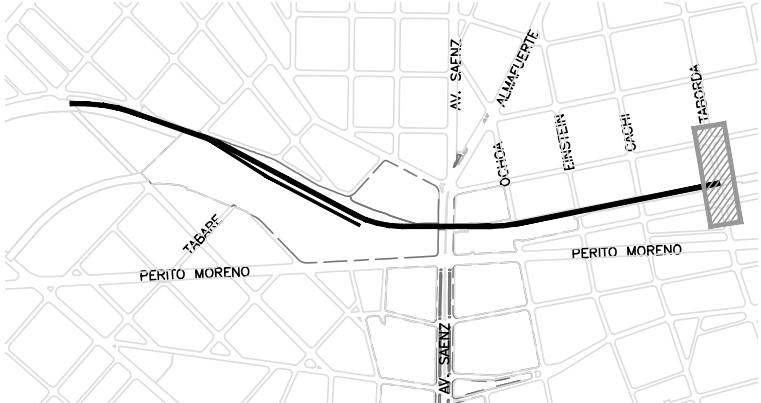 AV. SAENZ
ALMAFUERTE
TABORDA
EINSTEIN
CACHI
OCHOA
TABARE
PERITO MORENO
PERITO MORENO
AV. SAENZ